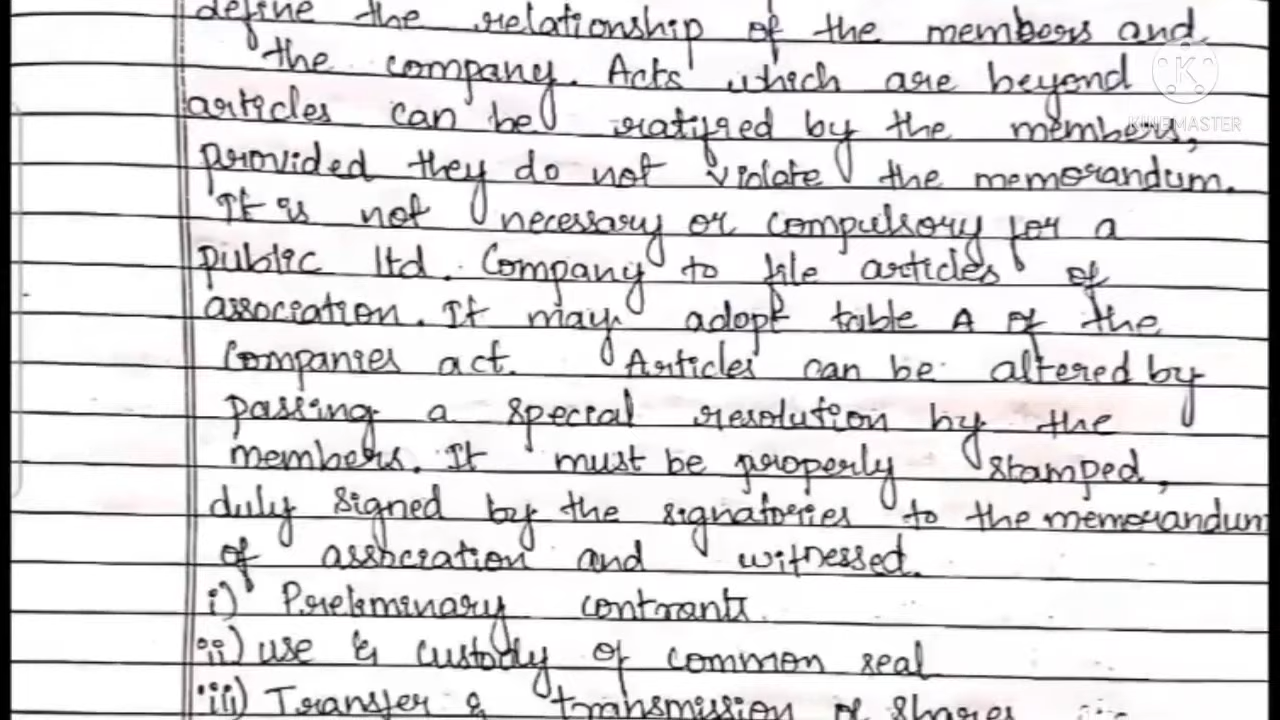 define the relationship of the members and
the company. Acts which are beyond
articles can be ratified by the members,
provided they do not violate the memorandum.
It is not necessary or compulsory for a
public ltd. Company to file articles of
association. It may adopt table A of the
Companies act. Articles can be altered by
passing a special resolution by the
members. It must be properly stamped,
duly signed by the signatories to the memorandum
of association and witnessed.
i) Preliminary contracts.
ii) use & custody of common seal
iii) Transfer & transmission of shares
K
KINEMASTER